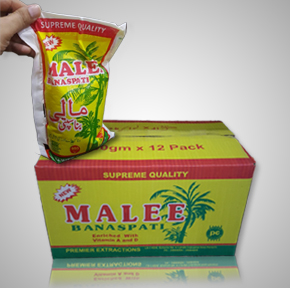 SUPREME QUALITY
MALEE
BANASPATI
مالی
gm x 12 Pack
SUPREME QUALITY
NEW
MALEE
BANASPATI
Enriched With
Vitamin A and D
PREMIER EXTRACTIONS